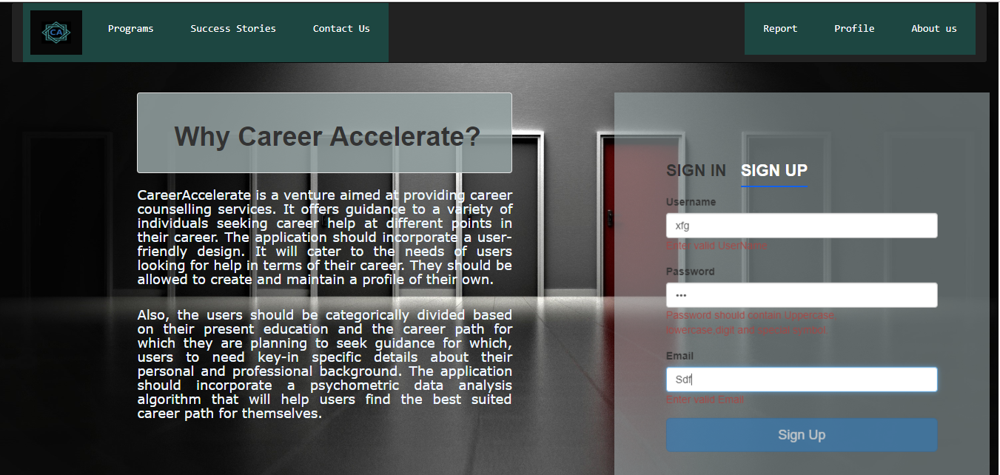 CA
Programs
Success Stories
Contact Us
Report
Profile
About us
Why Career Accelerate?
CareerAccelerate is a venture aimed at providing career
counselling services. It offers guidance to a variety of
individuals seeking career help at different points in
their career. The application should incorporate a user-
friendly design. It will cater to the needs of users
looking for help in terms of their career. They should be
allowed to create and maintain a profile of their own.
Also, the users should be categorically divided based
on their present education and the career path for
which they are planning to seek guidance for which,
users to need key-in specific details about their
personal and professional background. The application
should incorporate a psychometric data analysis
algorithm that will help users find the best suited
career path for themselves.
SIGN IN
SIGN UP
Username
xfg
Enter valid UserName
Password
•••
Password should contain Uppercase,
lowercase,digit and special symbol.
Email
Sdf
Enter valid Email
Sign Up